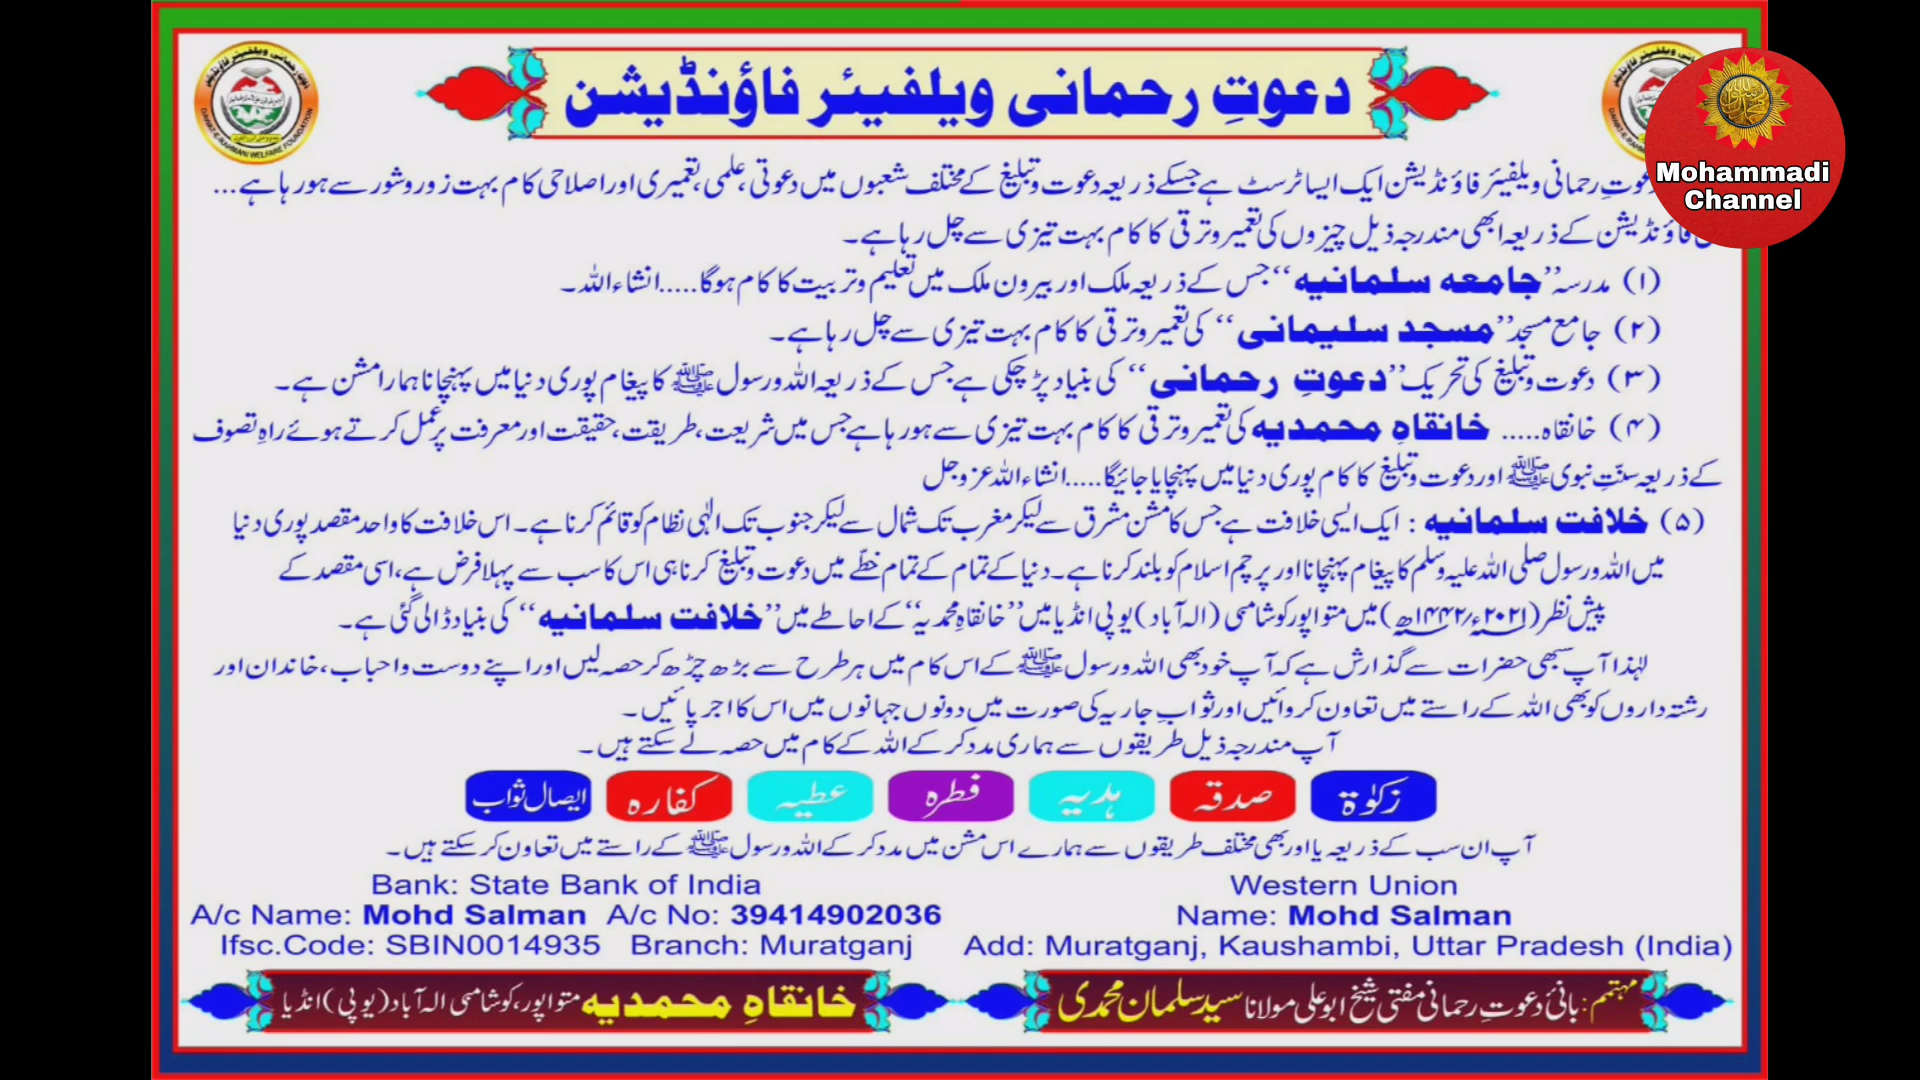 دعوتِ رحمانی ویلفیئر فاؤنڈیشن
Mohammadi
Channel
دعوتِ رحمانی ویلفیئر فاؤنڈیشن ایک ایسا ٹرسٹ ہے جسکے ذریعہ دعوت و تبلیغ کے مختلف شعبوں میں دعوتی، علمی، تعمیری اور اصلاحی کام بہت زور و شور سے ہو رہا ہے...
فاؤنڈیشن کے ذریعہ ابھی مندرجہ ذیل چیزوں کی تعمیر و ترقی کا کام بہت تیزی سے چل رہا ہے۔
(۱) مدرسہ ’’جامعہ سلمانیہ‘‘ جس کے ذریعہ ملک اور بیرون ملک میں تعلیم و تربیت کا کام ہوگا.....انشاءاللہ۔
(۲) جامع مسجد ’’مسجد سلیمانی‘‘ کی تعمیر و ترقی کا کام بہت تیزی سے چل رہا ہے۔
(۳) دعوت و تبلیغ کی تحریک ’’دعوتِ رحمانی‘‘ کی بنیاد پڑ چکی ہے جس کے ذریعہ اللہ و رسول ﷺ کا پیغام پوری دنیا میں پہنچانا ہمارا مشن ہے۔
(۴) خانقاہ..... خانقاہِ محمدیہ کی تعمیر و ترقی کا کام بہت تیزی سے ہو رہا ہے جس میں شریعت، طریقت، حقیقت اور معرفت پر عمل کرتے ہوئے راہِ تصوف
کے ذریعہ سنّتِ نبوی ﷺ اور دعوت و تبلیغ کا کام پوری دنیا میں پہنچایا جائیگا.....انشاءاللہ عزوجل
(۵) خلافت سلمانیہ : ایک ایسی خلافت ہے جس کا مشن مشرق سے لیکر مغرب تک شمال سے لیکر جنوب تک الٰہی نظام کو قائم کرنا ہے۔ اس خلافت کا واحد مقصد پوری دنیا
میں اللہ و رسول صلی اللہ علیہ وسلم کا پیغام پہنچانا اور پرچم اسلام کو بلند کرنا ہے۔ دنیا کے تمام کے تمام خطّے میں دعوت و تبلیغ کرنا ہی اس کا سب سے پہلا فرض ہے، اسی مقصد کے
پیش نظر (۲۰۲۱ء/۱۴۴۲ھ) میں متواپور کوشامبی (الہ آباد) یوپی انڈیا میں ’’خانقاہِ محمدیہ‘‘ کے احاطے میں ’’خلافت سلمانیہ‘‘ کی بنیاد ڈالی گئی ہے۔
لہٰذا آپ سبھی حضرات سے گذارش ہے کہ آپ خود بھی اللہ و رسول ﷺ کے اس کام میں ہر طرح سے بڑھ چڑھ کر حصہ لیں اور اپنے دوست و احباب، خاندان اور
رشتہ داروں کو بھی اللہ کے راستے میں تعاون کروائیں اور ثوابِ جاریہ کی صورت میں دونوں جہانوں میں اس کا اجر پائیں۔
آپ مندرجہ ذیل طریقوں سے ہماری مدد کر کے اللہ کے کام میں حصہ لے سکتے ہیں۔
زکوٰۃ صدقہ ہدیہ فطرہ عطیہ کفارہ ایصال ثواب
آپ ان سب کے ذریعہ یا اور بھی مختلف طریقوں سے ہمارے اس مشن میں مدد کر کے اللہ و رسول ﷺ کے راستے میں تعاون کر سکتے ہیں۔
Bank: State Bank of India
A/c Name: Mohd Salman A/c No: 39414902036
Ifsc.Code: SBIN0014935 Branch: Muratganj
Western Union
Name: Mohd Salman
Add: Muratganj, Kaushambi, Uttar Pradesh (India)
مہتمم: بانئ دعوتِ رحمانی مفتی شیخ ابو علی مولانا سید سلمان محمدی
خانقاہِ محمدیہ متواپور، کوشامبی الہ آباد (یوپی) انڈیا